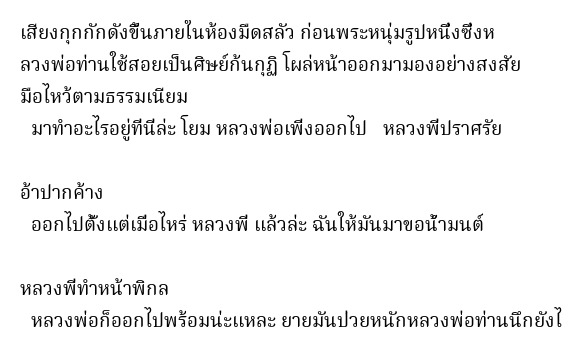 เสียงกุกกักดังขึ้นภายในห้องมืดสลัว ก่อนพระหนุ่มรูปหนึ่งซึ่งห
ลวงพ่อท่านใช้สอยเป็นศิษย์ก้นกุฏิ โผล่หน้าออกมามองอย่างสงสัย
มือไหว้ตามธรรมเนียม
มาทำอะไรอยู่ที่นี่ล่ะ โยม หลวงพ่อเพิ่งออกไป หลวงพี่ปราศรัย
อ้าปากค้าง
ออกไปตั้งแต่เมื่อไหร่ หลวงพี่ แล้วล่ะ ฉันให้มันมาขอน้ำมนต์
หลวงพี่ทำหน้าพิกล
หลวงพ่อก็ออกไปพร้อมน่ะแหละ ยายมันป่วยหนักหลวงพ่อท่านนึกยังไ